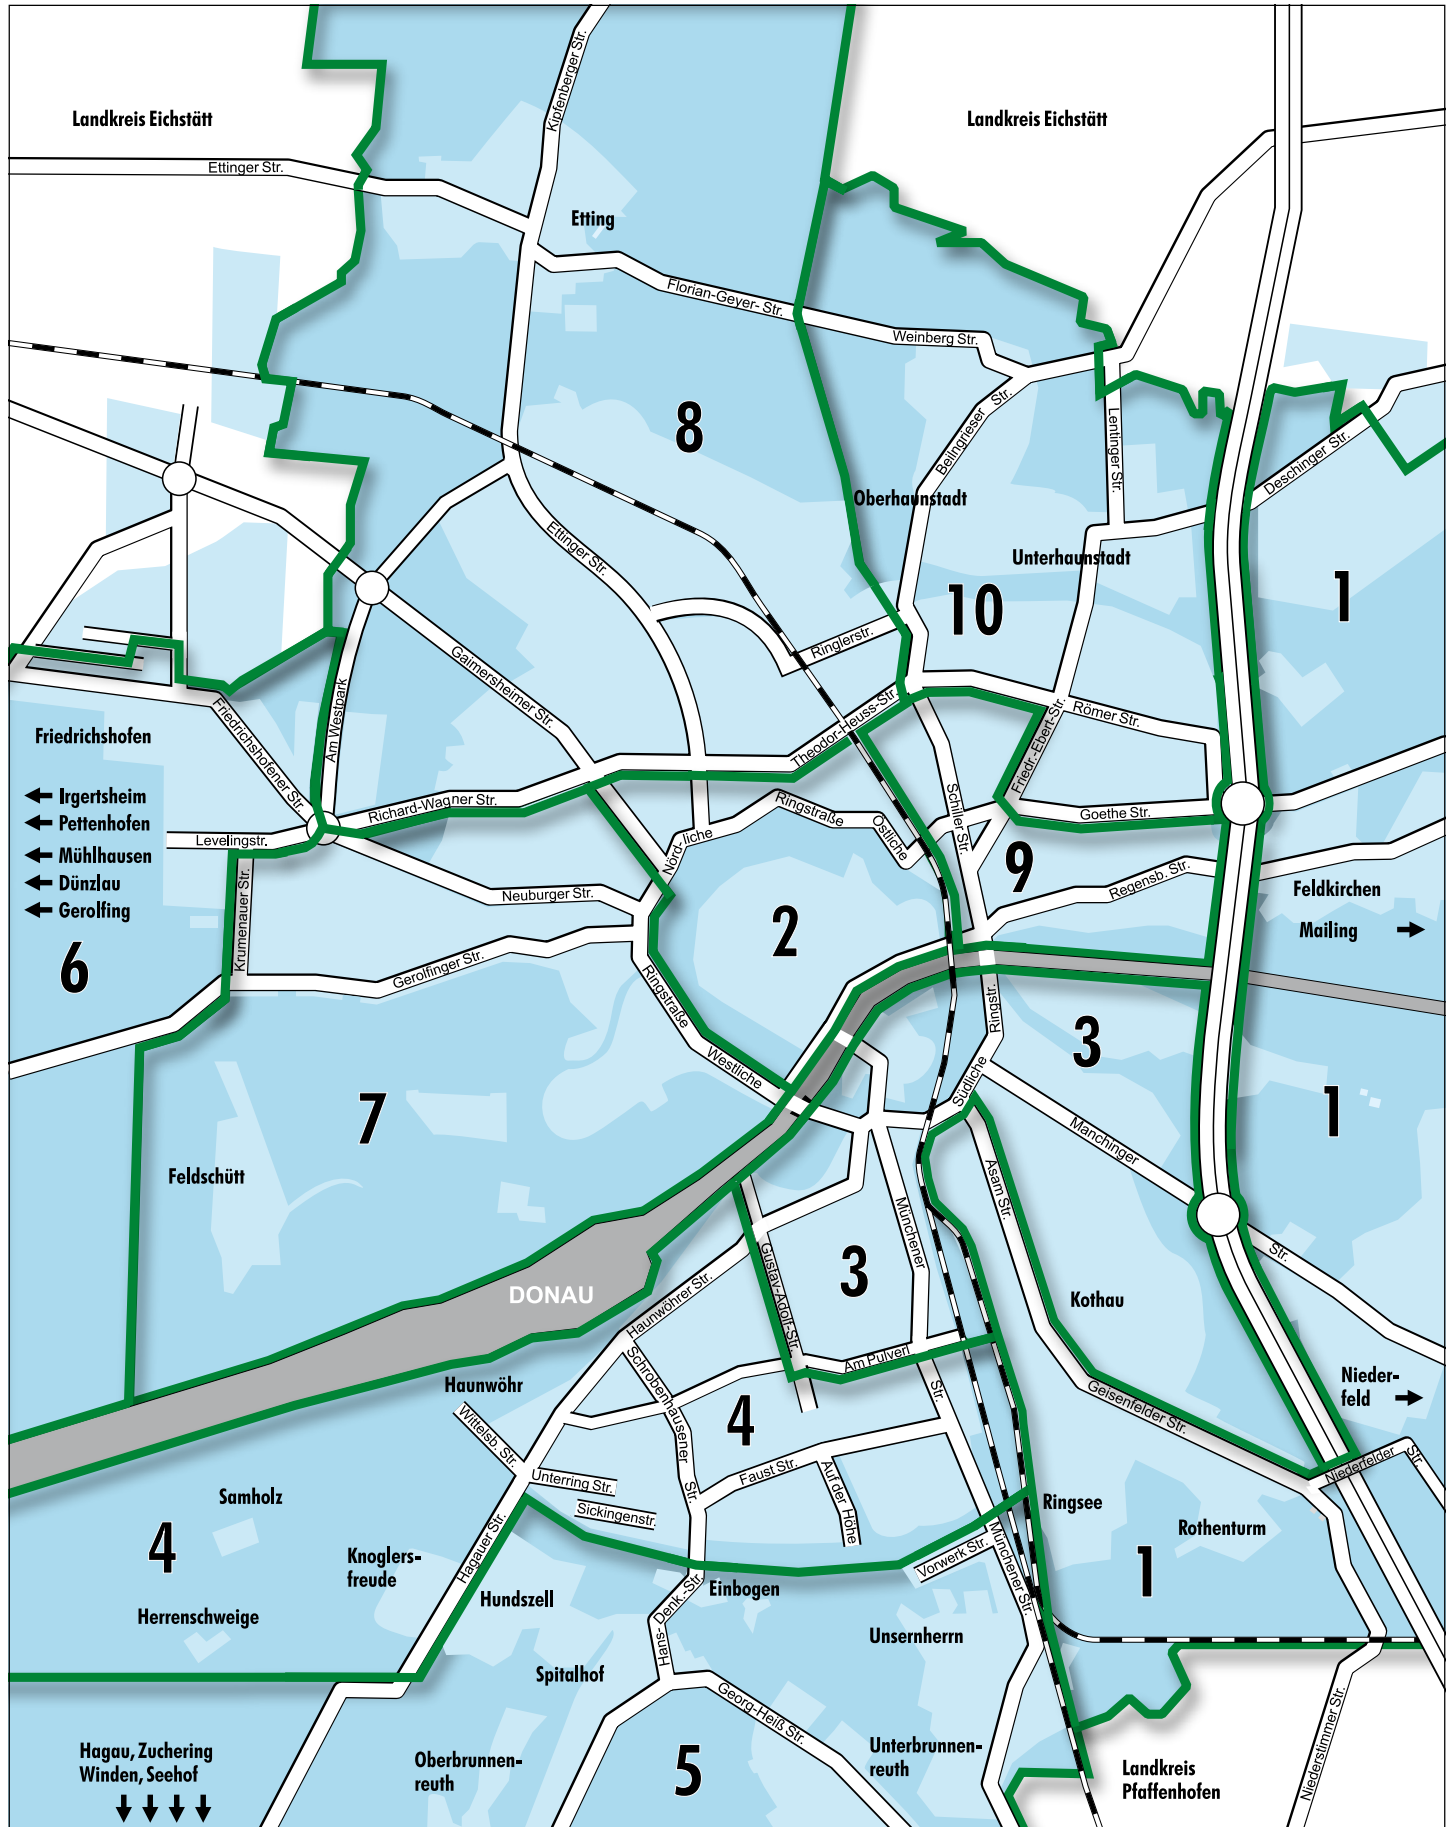 Kipfenberger Str.
Landkreis Eichstätt
Landkreis Eichstätt
Ettinger Str.
Etting
Florian-Geyer- Str.
Weinberg Str.
8
Beilngrieser Str.
Lentinger Str.
Deschinger Str.
Oberhaunstadt
Ettinger Str.
Unterhaunstadt
10
1
Ringlerstr.
Gaimersheimer Str.
Am Westpark
Friedrichshofener Str.
Theodor-Heuss-Str.
Friedr.-Ebert-Str.
Römer Str.
Friedrichshofen
Irgertsheim
Pettenhofen
Mühlhausen
Dünzlau
Gerolfing
6
Richard-Wagner Str.
Levelingstr.
Ringstraße
Nörd-liche
Östliche
Schiller Str.
Goethe Str.
9
Krumenauer Str.
Neuburger Str.
Regensb. Str.
Feldkirchen
Mailing
2
Gerolfinger Str.
Ringstraße
Westliche
Ringstr.
Südliche
3
7
1
Manchinger
Str.
Feldschütt
Asam Str.
Münchener
Str.
Gustav-Adolf-Str.
3
DONAU
Kothau
Haunwöhrer Str.
Schrobenhausener
Str.
Am Pulverl
Haunwöhr
4
Geisenfelder Str.
Nieder-
feld
Wittelsb. Str.
Unterring Str.
Sickingenstr.
Faust Str.
Auf der Höhe
Niederfelder
Str.
Samholz
Ringsee
Rothenturm
4
Hagauer Str.
Knoglers-
freude
Vorwerk Str.
Münchener Str.
1
Hundszell
Einbogen
Herrenschweige
Hans-
Denk.-Str.
Unsernherrn
Spitalhof
Georg-Heiß Str.
Niederstimmer Str.
Hagau, Zuchering
Winden, Seehof
Oberbrunnen-
reuth
5
Unterbrunnen-
reuth
Landkreis
Pfaffenhofen